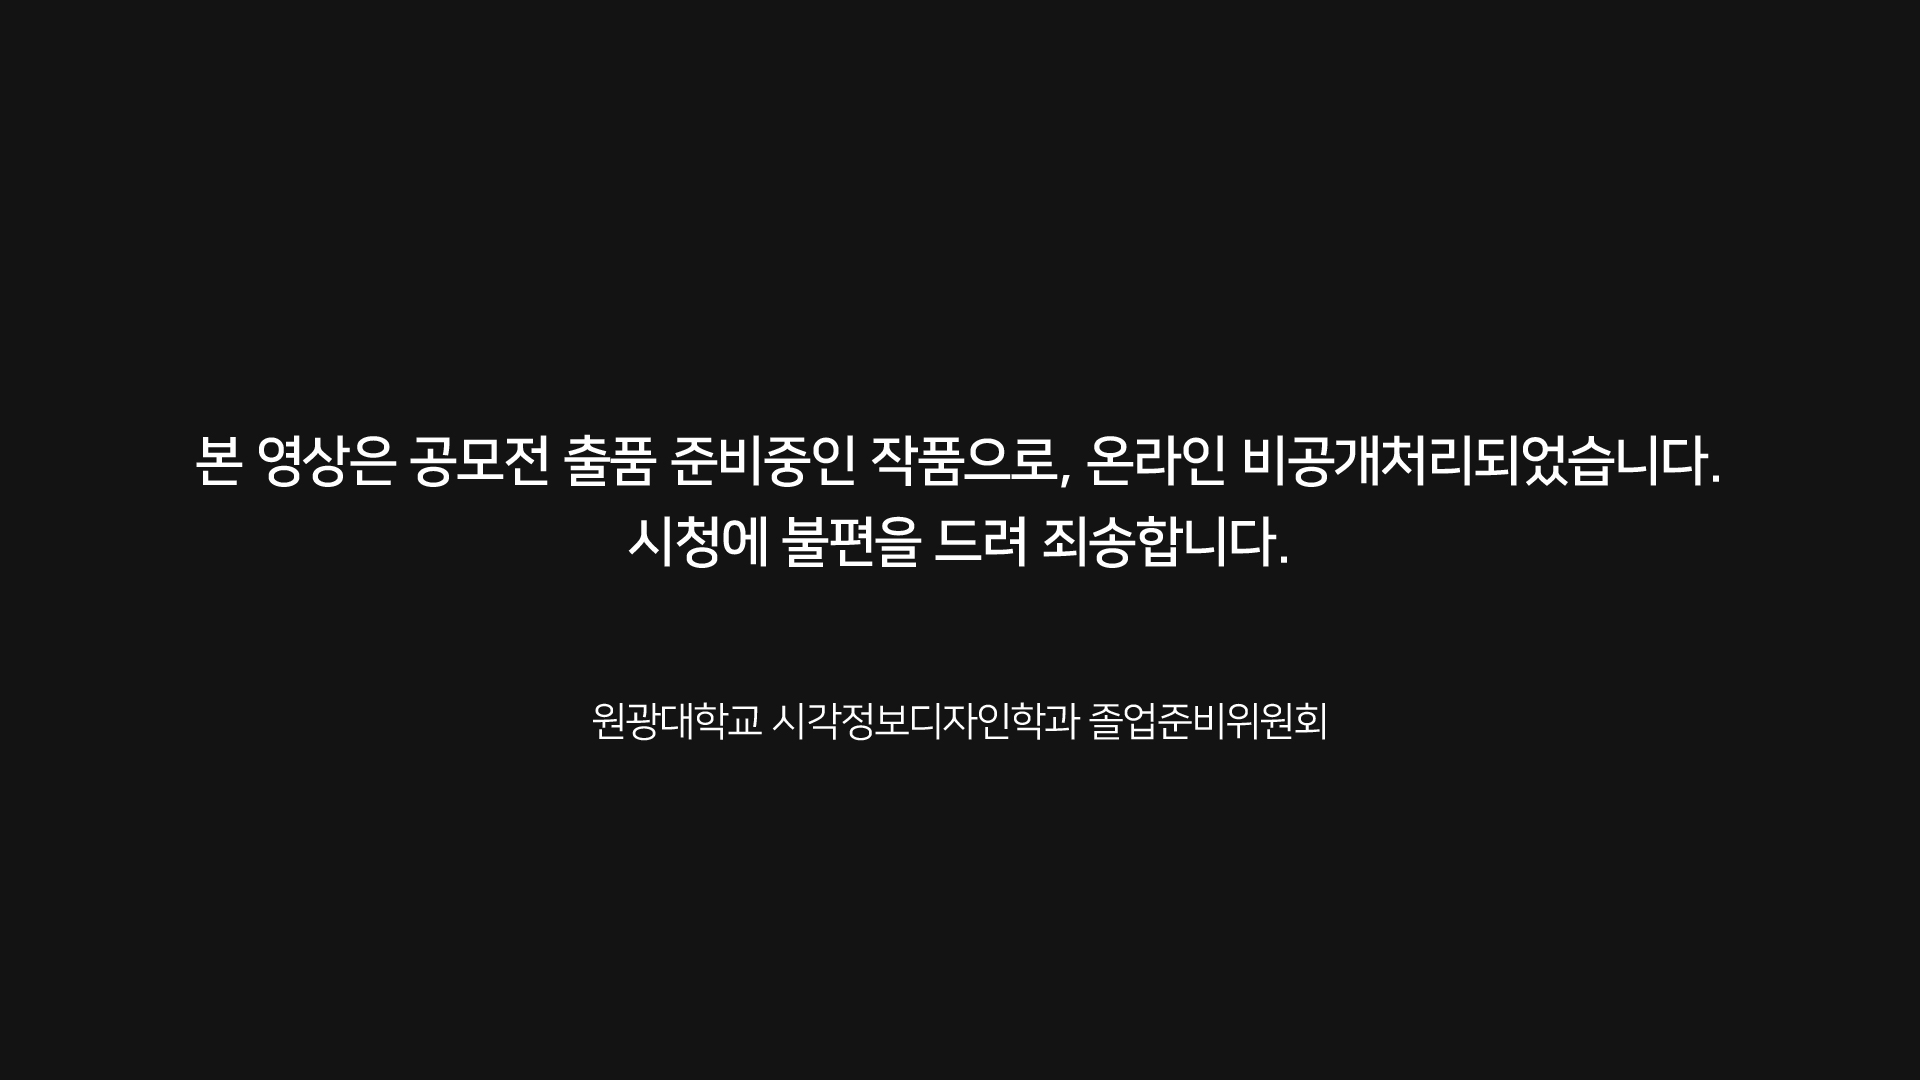 본 영상은 공모전 출품 준비중인 작품으로, 온라인 비공개처리되었습니다.
시청에 불편을 드려 죄송합니다.
원광대학교 시각정보디자인학과 졸업준비위원회